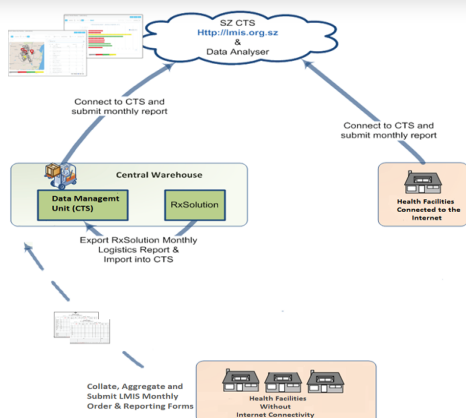 SZ CTS
Http://lmis.org.sz
&
Data Analyser
Connect to CTS and
submit monthly report
Connect to CTS and
submit monthly report
Central Warehouse
Data Managemt
Unit (CTS)
RxSolution
Health Facilities
Connected to the
Internet
Export RxSolution Monthly
Logistics Report &
Import into CTS
Collate, Aggregate and
Submit LMIS Monthly
Order & Reporting Forms
Health Facilities
Without
Internet Connectivity